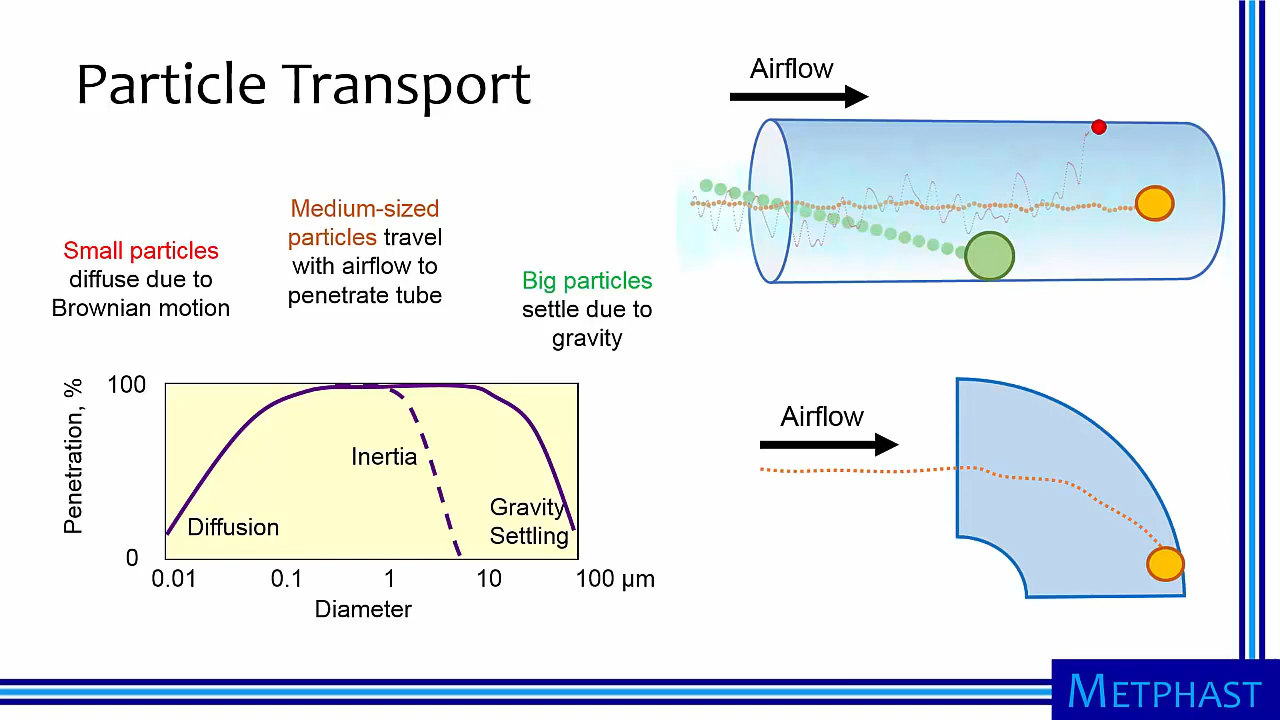 Particle Transport
Airflow
Small particles
diffuse due to
Brownian motion
Medium-sized
particles travel
with airflow to
penetrate tube
Big particles
settle due to
gravity
Penetration, %
100
0
Inertia
Diffusion
Gravity
Settling
0.01
0.1
1
10
100 µm
Diameter
Airflow
METPHAST